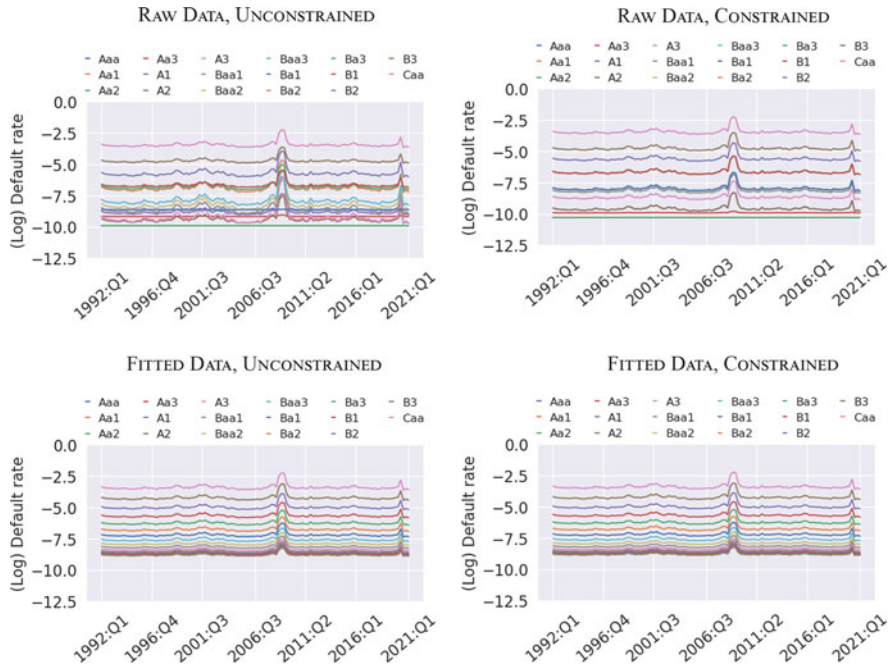 RAW DATA, UNCONSTRAINED
Aaa Aa3 A3 Baa3 Ba3 B3
Aa1 A1 Baa1 Ba1 B1 Caa
Aa2 A2 Baa2 Ba2 B2
(Log) Default rate
0.0
−2.5
−5.0
−7.5
−10.0
−12.5
1992:Q1 1996:Q4 2001:Q3 2006:Q3 2011:Q2 2016:Q1 2021:Q1
RAW DATA, CONSTRAINED
Aaa Aa3 A3 Baa3 Ba3 B3
Aa1 A1 Baa1 Ba1 B1 Caa
Aa2 A2 Baa2 Ba2 B2
(Log) Default rate
0.0
−2.5
−5.0
−7.5
−10.0
−12.5
1992:Q1 1996:Q4 2001:Q3 2006:Q3 2011:Q2 2016:Q1 2021:Q1
FITTED DATA, UNCONSTRAINED
Aaa Aa3 A3 Baa3 Ba3 B3
Aa1 A1 Baa1 Ba1 B1 Caa
Aa2 A2 Baa2 Ba2 B2
(Log) Default rate
0.0
−2.5
−5.0
−7.5
−10.0
−12.5
1992:Q1 1996:Q4 2001:Q3 2006:Q3 2011:Q2 2016:Q1 2021:Q1
FITTED DATA, CONSTRAINED
Aaa Aa3 A3 Baa3 Ba3 B3
Aa1 A1 Baa1 Ba1 B1 Caa
Aa2 A2 Baa2 Ba2 B2
(Log) Default rate
0.0
−2.5
−5.0
−7.5
−10.0
−12.5
1992:Q1 1996:Q4 2001:Q3 2006:Q3 2011:Q2 2016:Q1 2021:Q1